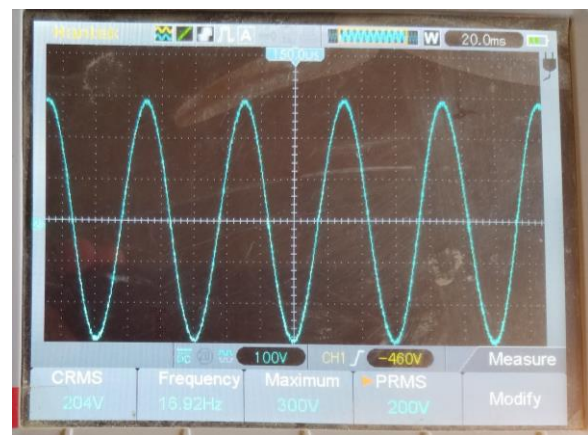 Hantek A W 20.0ms
150.0us
100V CH1 -460V Measure
CRMS Frequency Maximum PRMS Modify
204V 16.92Hz 300V 200V